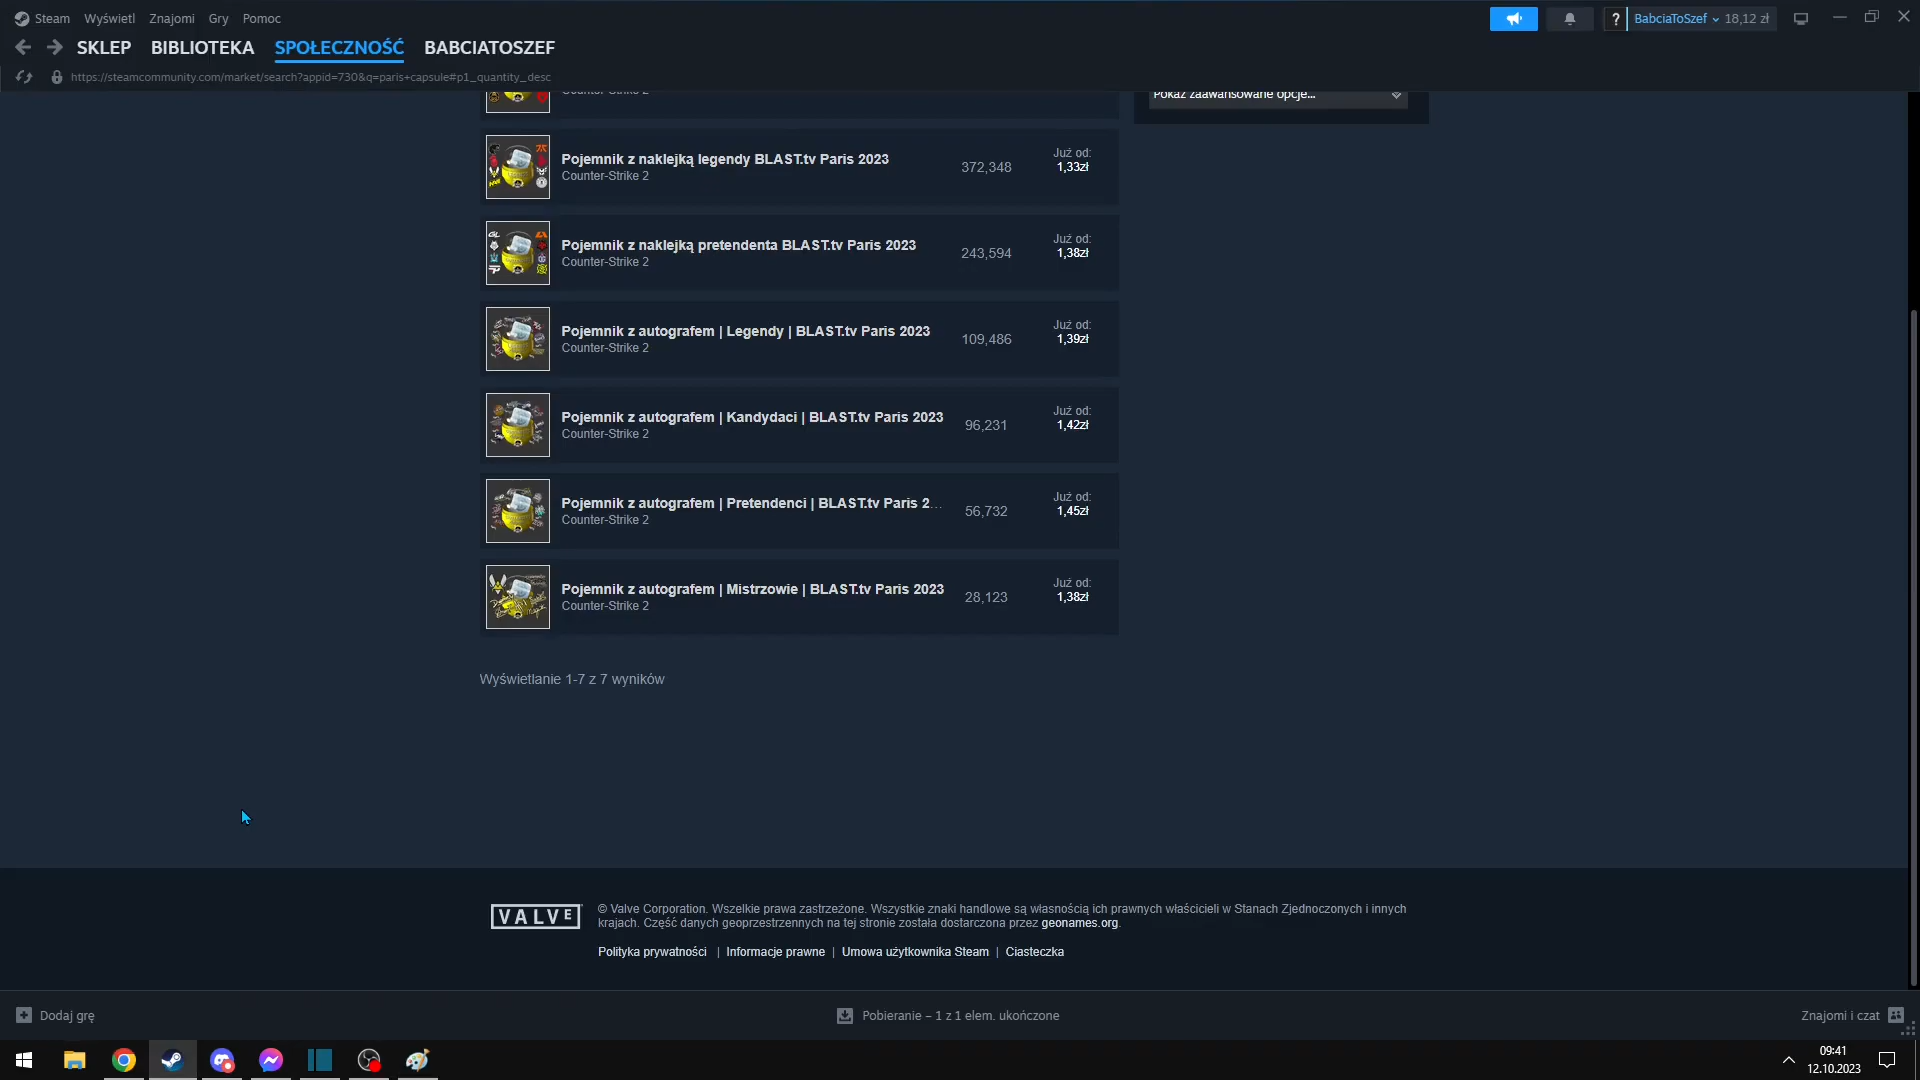 Steam Wyświetl Znajomi Gry Pomoc
? BabciaToSzef 18,12 zł
SKLEP BIBLIOTEKA SPOŁECZNOŚĆ BABCIATOSZEF
https://steamcommunity.com/market/search?appid=730&q=paris+capsule#p1_quantity_desc
Counter-Strike 2
Pokaż zaawansowane opcje...
Pojemnik z naklejką legendy BLAST.tv Paris 2023
Counter-Strike 2
372,348
Już od:
1,33zł
Pojemnik z naklejką pretendenta BLAST.tv Paris 2023
Counter-Strike 2
243,594
Już od:
1,38zł
Pojemnik z autografem | Legendy | BLAST.tv Paris 2023
Counter-Strike 2
109,486
Już od:
1,39zł
Pojemnik z autografem | Kandydaci | BLAST.tv Paris 2023
Counter-Strike 2
96,231
Już od:
1,42zł
Pojemnik z autografem | Pretendenci | BLAST.tv Paris 2...
Counter-Strike 2
56,732
Już od:
1,45zł
Pojemnik z autografem | Mistrzowie | BLAST.tv Paris 2023
Counter-Strike 2
28,123
Już od:
1,38zł
Wyświetlanie 1-7 z 7 wyników
VALVE
© Valve Corporation. Wszelkie prawa zastrzeżone. Wszystkie znaki handlowe są własnością ich prawnych właścicieli w Stanach Zjednoczonych i innych
krajach. Część danych geoprzestrzennych na tej stronie została dostarczona przez geonames.org.
Polityka prywatności | Informacje prawne | Umowa użytkownika Steam | Ciasteczka
Dodaj grę
Pobieranie – 1 z 1 elem. ukończone
Znajomi i czat
09:41
12.10.2023